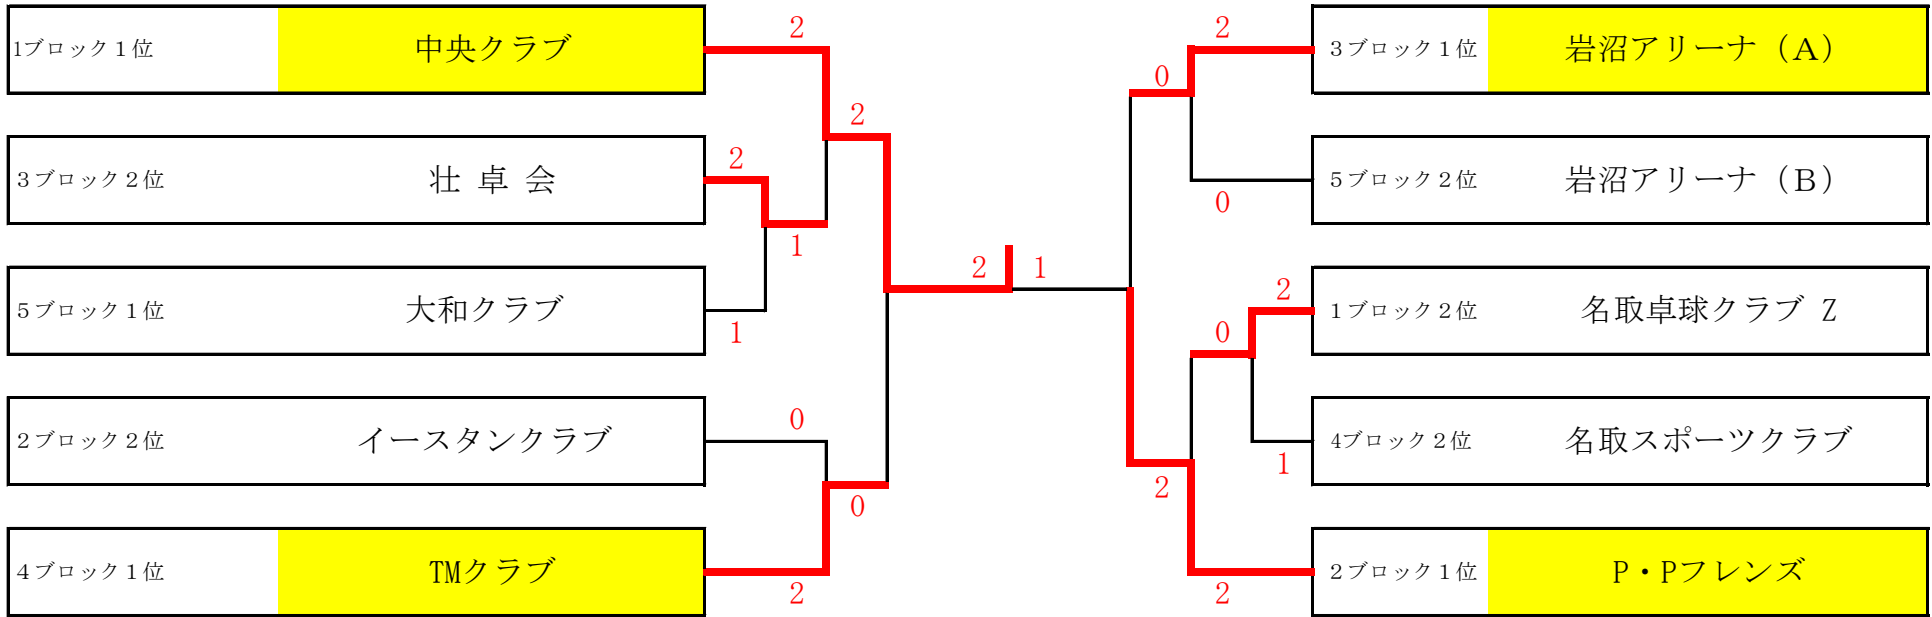 1ブロック１位 中央クラブ
３ブロック２位 壮 卓 会
５ブロック１位 大和クラブ
２ブロック２位 イースタンクラブ
４ブロック１位 TMクラブ
2
2
2
1
1
0
0
2
2 1
2
0
0
2
0
1
2
2
３ブロック１位 岩沼アリーナ（Ａ）
５ブロック２位 岩沼アリーナ（Ｂ）
１ブロック２位 名取卓球クラブ Z
4ブロック２位 名取スポーツクラブ
２ブロック１位 P・Pフレンズ